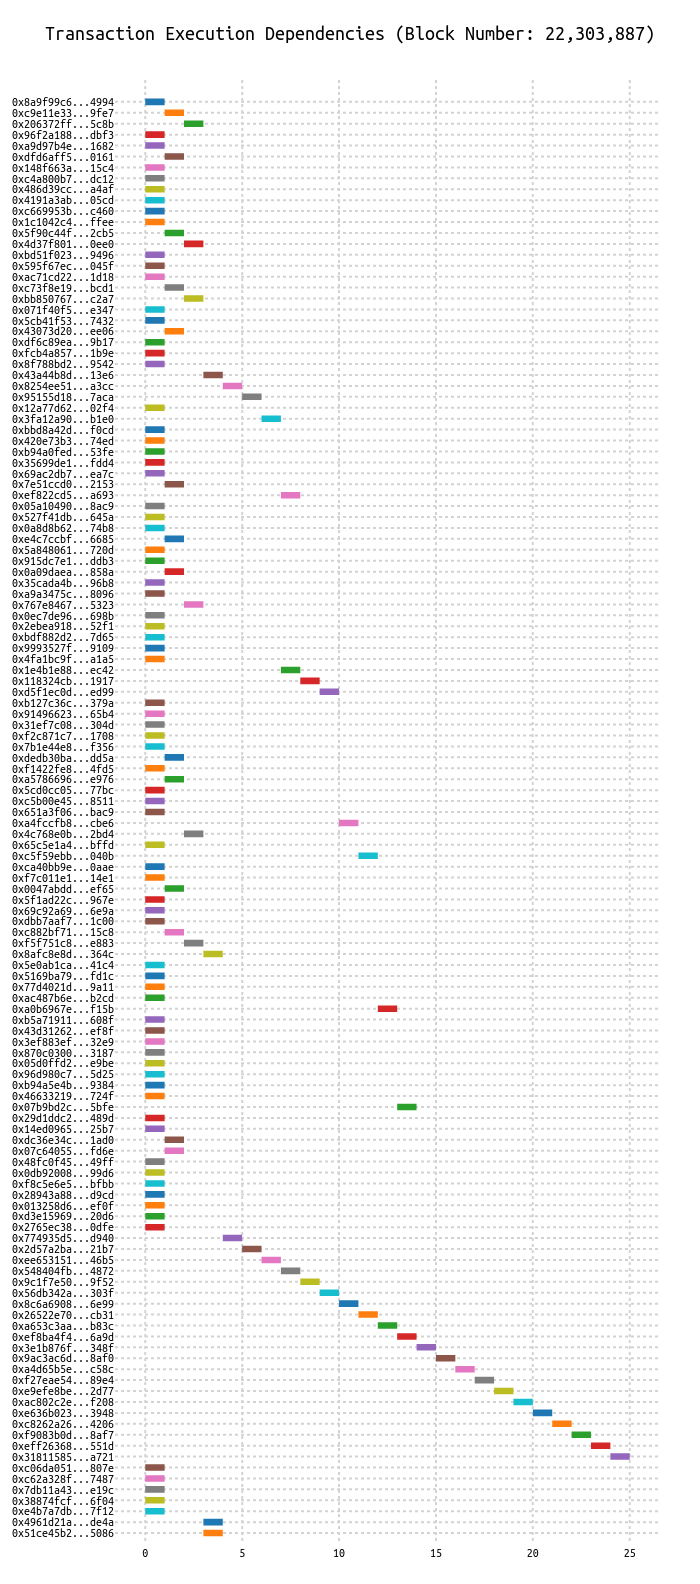 Transaction Execution Dependencies (Block Number: 22,303,887)
0x8a9f99c6...4994
0xc9e11e33...9fe7
0x206372ff...5c8b
0x96f2a188...dbf3
0xa9d97b4e...1682
0xdfd6aff5...0161
0x148f663a...15c4
0xc4a800b7...dc12
0x486d39cc...a4af
0x4191a3ab...05cd
0xc669953b...c460
0x1c1042c4...ffee
0x5f90c44f...2cb5
0x4d37f801...0ee0
0xbd51f023...9496
0x595f67ec...045f
0xac71cd22...1d18
0xc73f8e19...bcd1
0xbb850767...c2a7
0x071f40f5...e347
0x5cb41f53...7432
0x43073d20...ee06
0xdf6c89ea...9b17
0xfcb4a857...1b9e
0x8f788bd2...9542
0x43a44b8d...13e6
0x8254ee51...a3cc
0x95155d18...7aca
0x12a77d62...02f4
0x3fa12a90...b1e0
0xbbd8a42d...f0cd
0x420e73b3...74ed
0xb94a0fed...53fe
0x35699de1...fdd4
0x69ac2db7...ea7c
0x7e51ccd0...2153
0xef822cd5...a693
0x05a10490...8ac9
0x527f41db...645a
0x0a8d8b62...74b8
0xe4c7ccbf...6685
0x5a848061...720d
0x915dc7e1...ddb3
0x0a09daea...858a
0x35cada4b...96b8
0xa9a3475c...8096
0x767e8467...5323
0x0ec7de96...698b
0x2ebea918...52f1
0xbdf882d2...7d65
0x9993527f...9109
0x4fa1bc9f...a1a5
0x1e4b1e88...ec42
0x118324cb...1917
0xd5f1ec0d...ed99
0xb127c36c...379a
0x91496623...65b4
0x31ef7c08...304d
0xf2c871c7...1708
0x7b1e44e8...f356
0xdedb30ba...dd5a
0xf1422fe8...4fd5
0xa5786696...e976
0x5cd0cc05...77bc
0xc5b00e45...8511
0x651a3f06...bac9
0xa4fccfb8...cbe6
0x4c768e0b...2bd4
0x65c5e1a4...bffd
0xc5f59ebb...040b
0xca40bb9e...0aae
0xf7c011e1...14e1
0x0047abdd...ef65
0x5f1ad22c...967e
0x69c92a69...6e9a
0xdbb7aaf7...1c00
0xc882bf71...15c8
0xf5f751c8...e883
0x8afc8e8d...364c
0x5e0ab1ca...41c4
0x5169ba79...fd1c
0x77d4021d...9a11
0xac487b6e...b2cd
0xa0b6967e...f15b
0xb5a71911...608f
0x43d31262...ef8f
0x3ef883ef...32e9
0x870c0300...3187
0x05d0ffd2...e9be
0x96d980c7...5d25
0xb94a5e4b...9384
0x46633219...724f
0x07b9bd2c...5bfe
0x29d1ddc2...489d
0x14ed0965...25b7
0xdc36e34c...1ad0
0x07c64055...fd6e
0x48fc0f45...49ff
0x0db92008...99d6
0xf8c5e6e5...bfbb
0x28943a88...d9cd
0x013258d6...ef0f
0xd3e15969...20d6
0x2765ec38...0dfe
0x774935d5...d940
0x2d57a2ba...21b7
0xee653151...46b5
0x548404fb...4872
0x9c1f7e50...9f52
0x56db342a...303f
0x8c6a6908...6e99
0x26522e70...cb31
0xa653c3aa...b83c
0xef8ba4f4...6a9d
0x3e1b876f...348f
0x9ac3ac6d...8af0
0xa4d65b5e...c58c
0xf27eae54...89e4
0xe9efe8be...2d77
0xac802c2e...f208
0xe636b023...3948
0xc8262a26...4206
0xf9083b0d...8af7
0xeff26368...551d
0x31811585...a721
0xc06da051...807e
0xc62a328f...7487
0x7db11a43...e19c
0x38874fcf...6f04
0xe4b7a7db...7f12
0x4961d21a...de4a
0x51ce45b2...5086
0 5 10 15 20 25